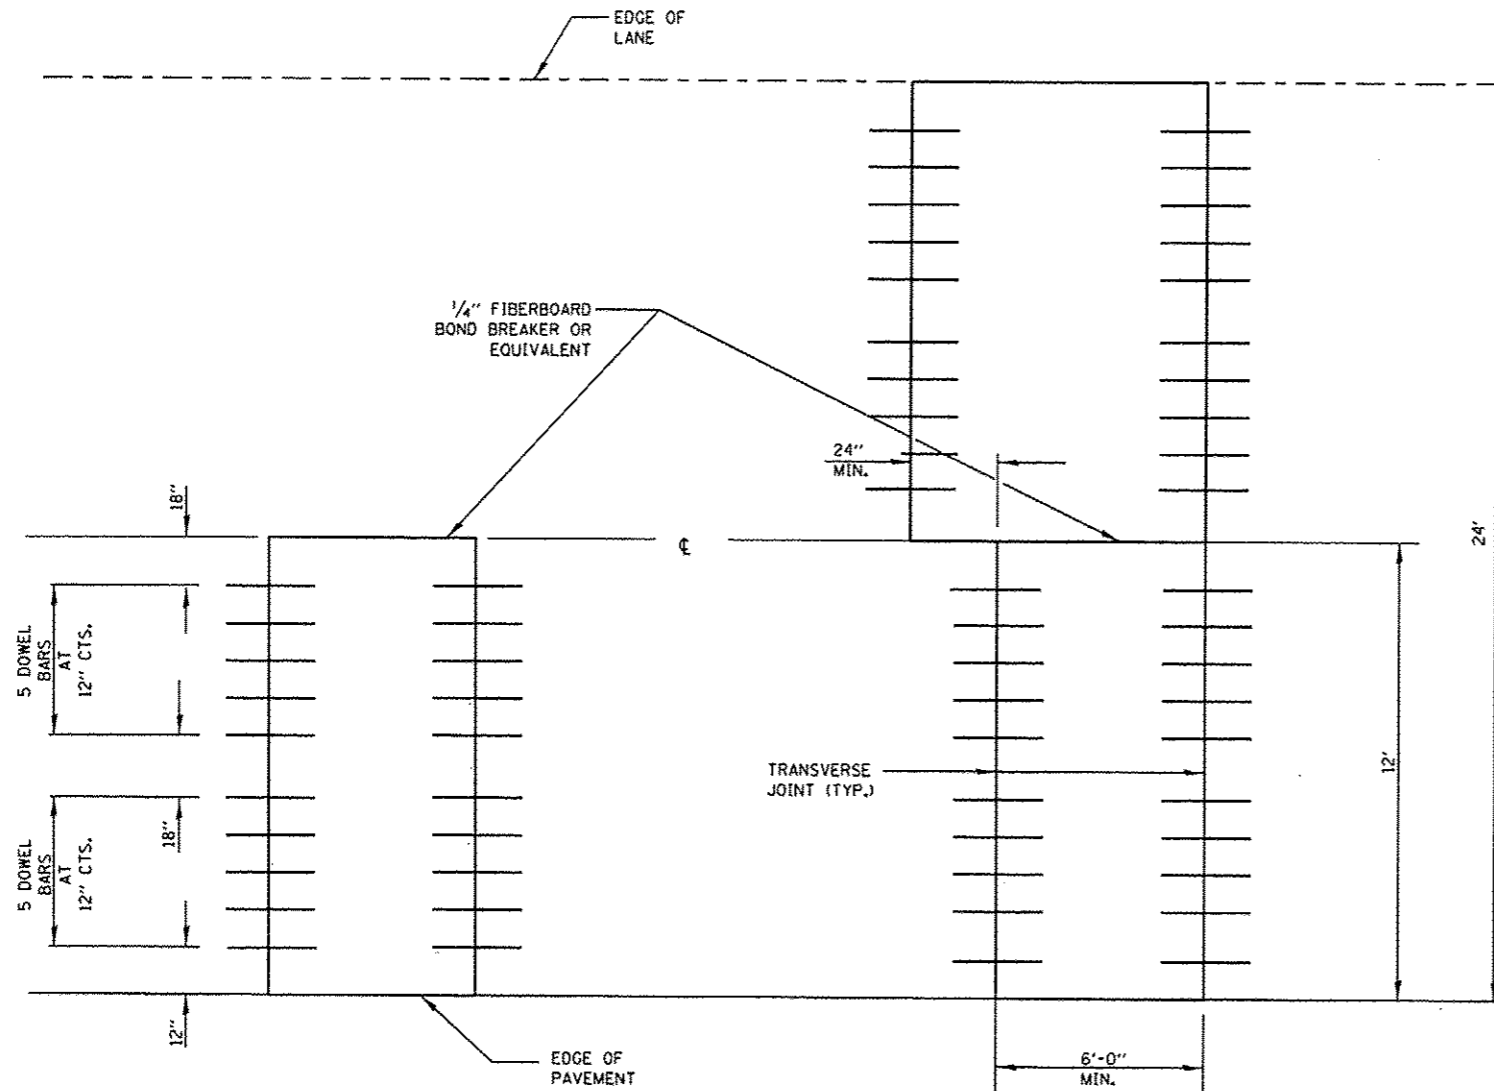 EDGE OF
LANE
1/4" FIBERBOARD
BOND BREAKER OR
EQUIVALENT
24"
MIN.
18"
℄
24'
5 DOWEL
BARS
AT
12" CTS.
12'
TRANSVERSE
JOINT (TYP.)
5 DOWEL
BARS
AT
12" CTS.
18"
12"
EDGE OF
PAVEMENT
6'-0"
MIN.